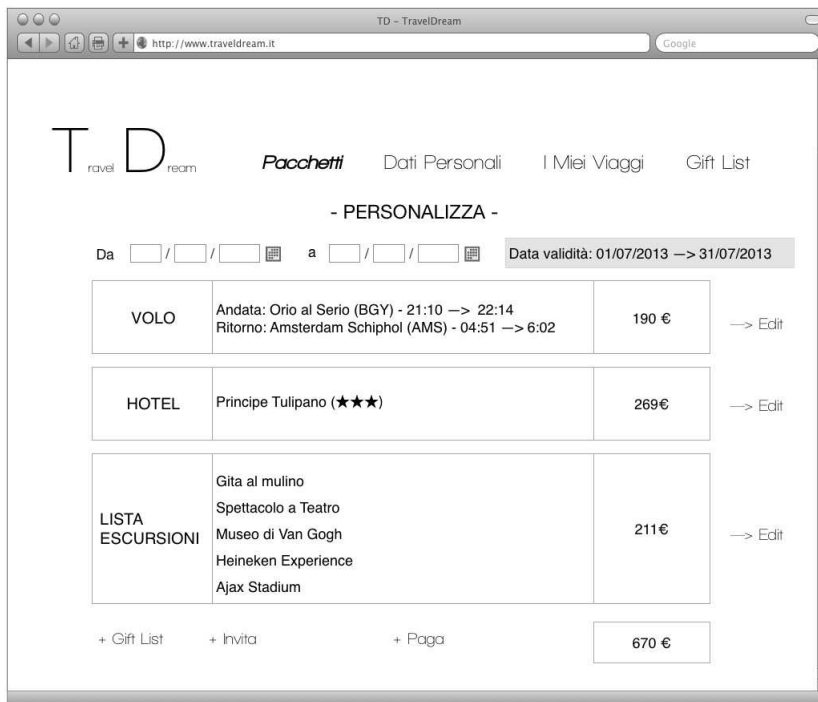 TD - TravelDream
http://www.traveldream.it
Google
Travel Dream
Pacchetti Dati Personali I Miei Viaggi Gift List
- PERSONALIZZA -
Da / / a / / Data validità: 01/07/2013 —> 31/07/2013
VOLO
Andata: Orio al Serio (BGY) - 21:10 —> 22:14
Ritorno: Amsterdam Schiphol (AMS) - 04:51 —> 6:02
190 €
—> Edit
HOTEL
Principe Tulipano (★★★)
269€
—> Edit
LISTA
ESCURSIONI
Gita al mulino
Spettacolo a Teatro
Museo di Van Gogh
Heineken Experience
Ajax Stadium
211€
—> Edit
+ Gift List + Invita + Paga 670 €